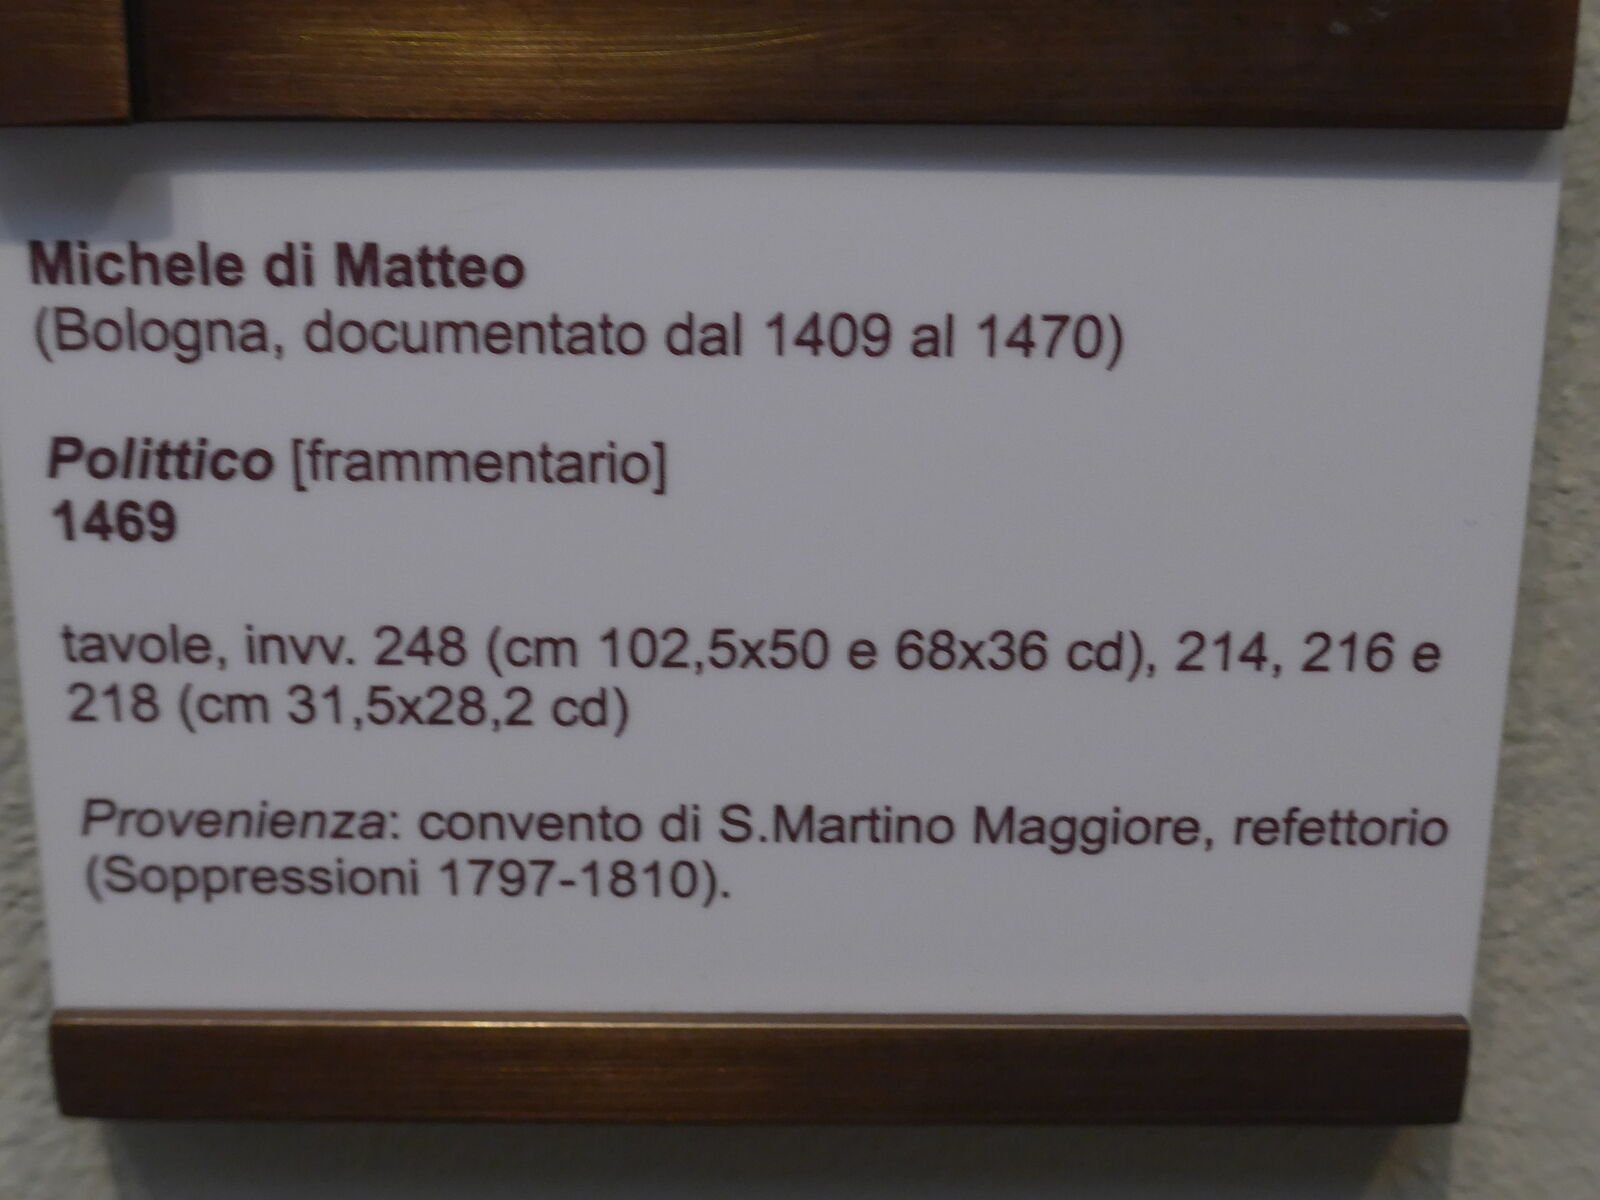 Michele di Matteo
(Bologna, documentato dal 1409 al 1470)
Polittico [frammentario]
1469
tavole, invv. 248 (cm 102,5x50 e 68x36 cd), 214, 216 e
218 (cm 31,5x28,2 cd)
Provenienza: convento di S.Martino Maggiore, refettorio
(Soppressioni 1797-1810).